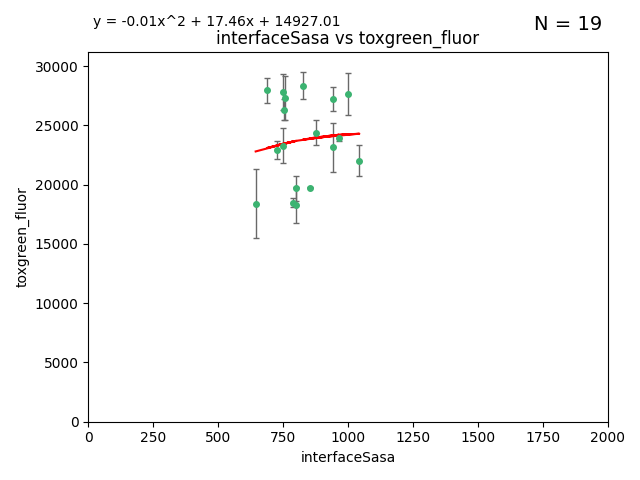 y = -0.01x^2 + 17.46x + 14927.01
N = 19
interfaceSasa vs toxgreen_fluor
30000
25000
20000
15000
10000
5000
0
toxgreen_fluor
0 250 500 750 1000 1250 1500 1750 2000
interfaceSasa